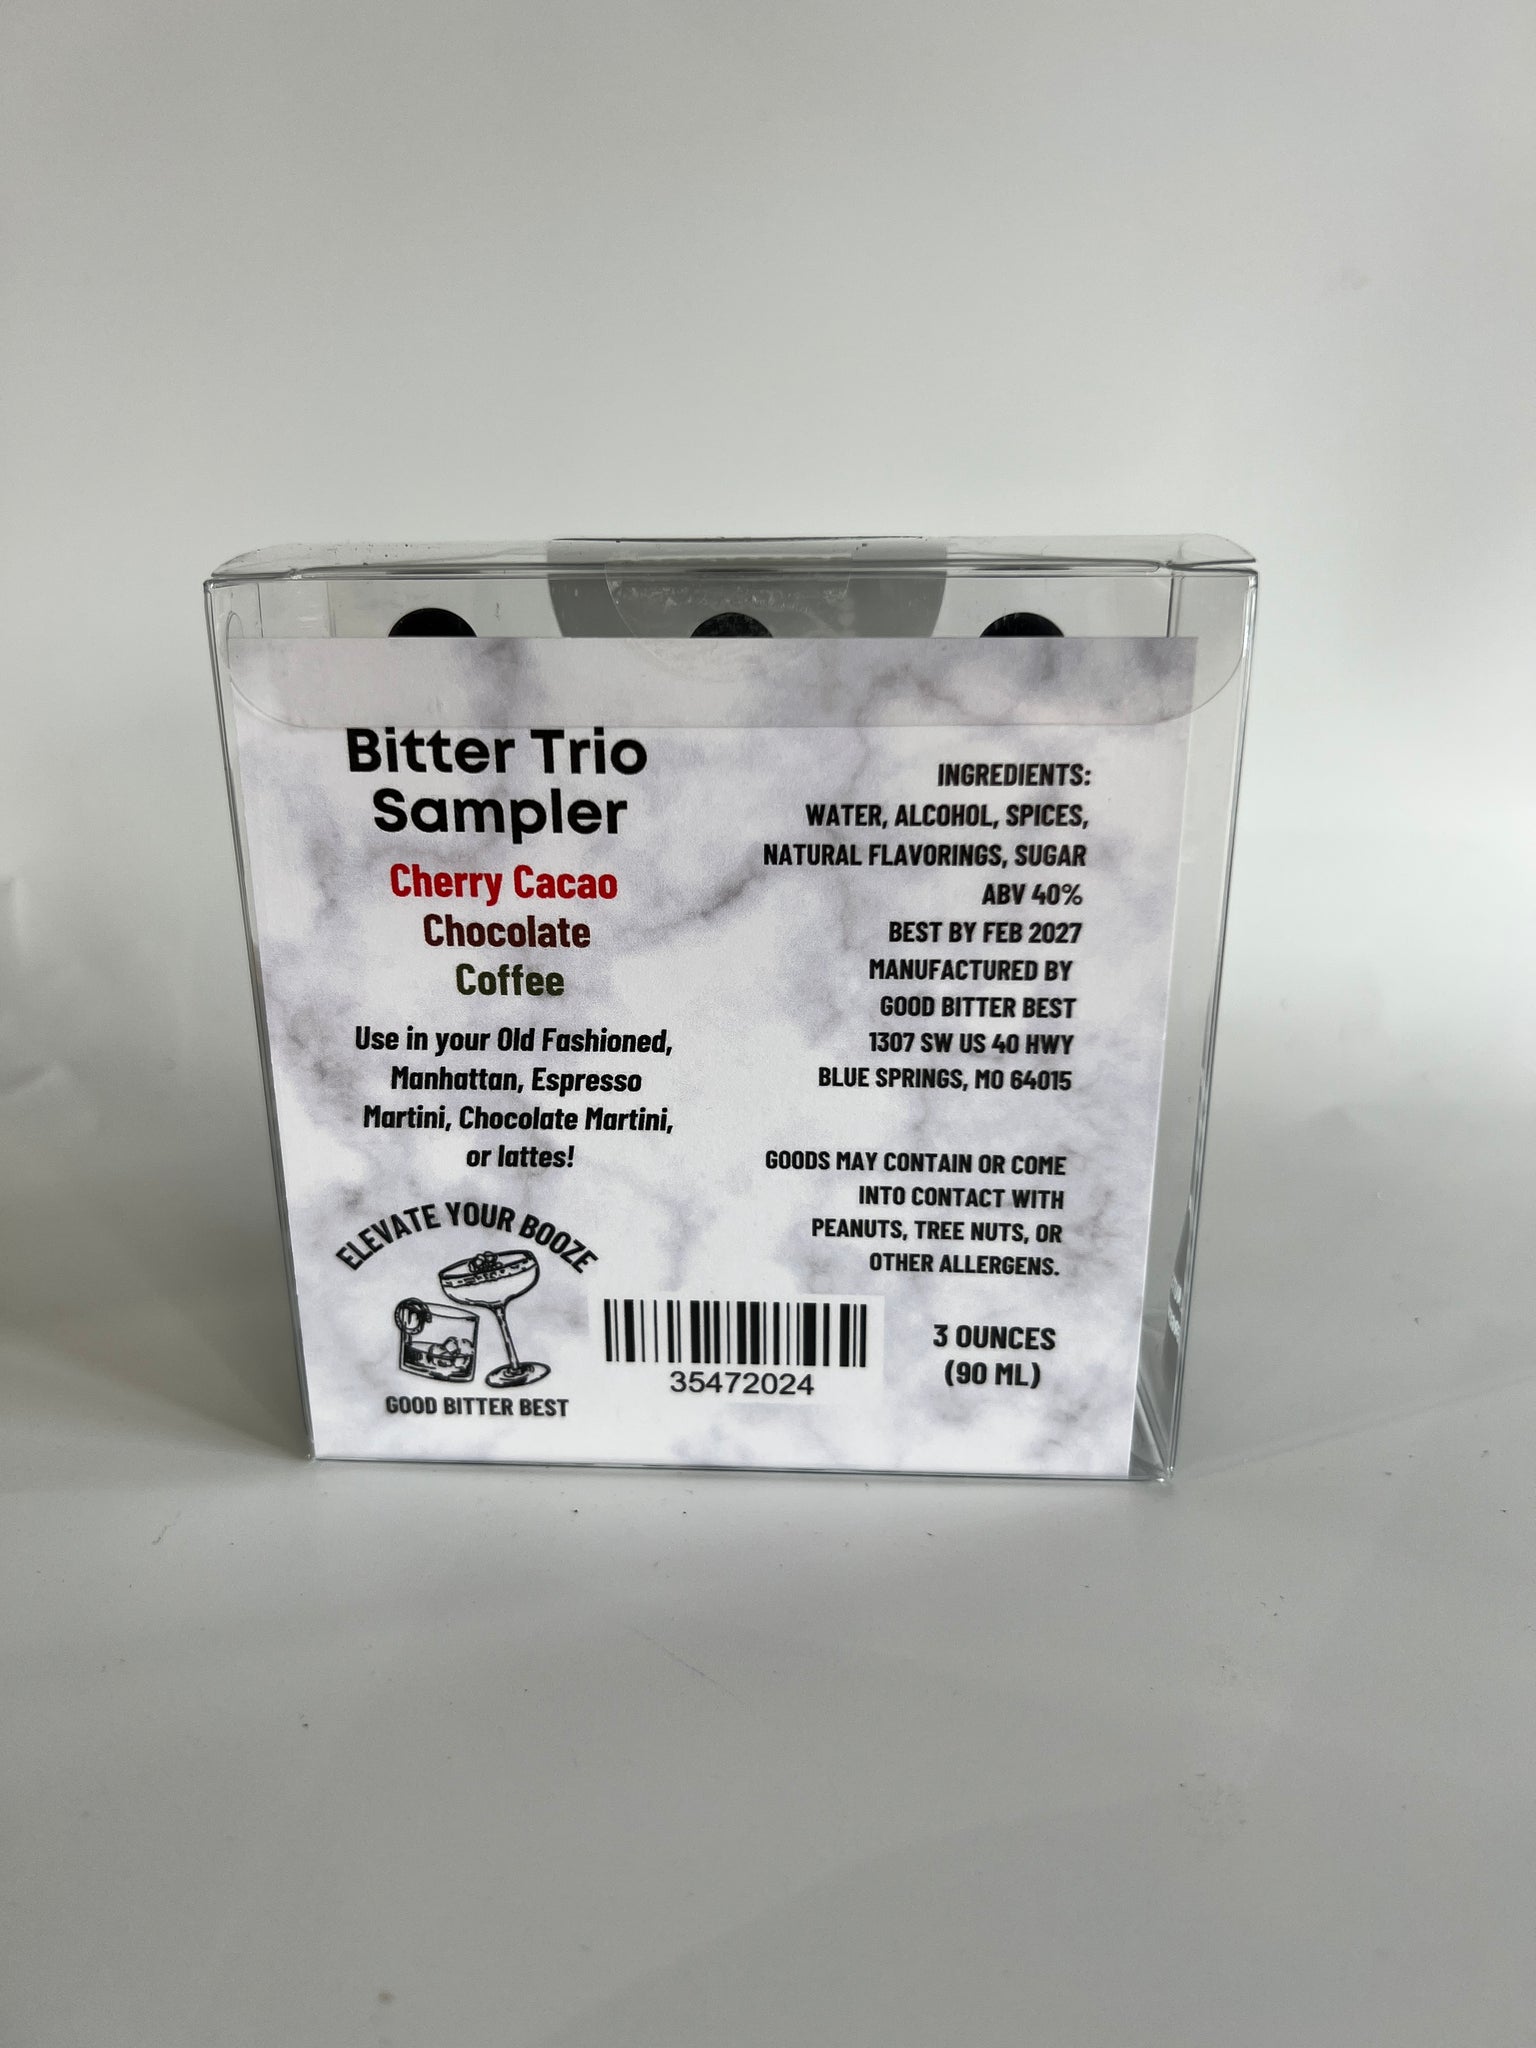 Bitter Trio
Sampler
Cherry Cacao
Chocolate
Coffee
Use in your Old Fashioned,
Manhattan, Espresso
Martini, Chocolate Martini,
or lattes!
ELEVATE YOUR BOOZE
GOOD BITTER BEST
35472024
INGREDIENTS:
WATER, ALCOHOL, SPICES,
NATURAL FLAVORINGS, SUGAR
ABV 40%
BEST BY FEB 2027
MANUFACTURED BY
GOOD BITTER BEST
1307 SW US 40 HWY
BLUE SPRINGS, MO 64015
GOODS MAY CONTAIN OR COME
INTO CONTACT WITH
PEANUTS, TREE NUTS, OR
OTHER ALLERGENS.
3 OUNCES
(90 ML)